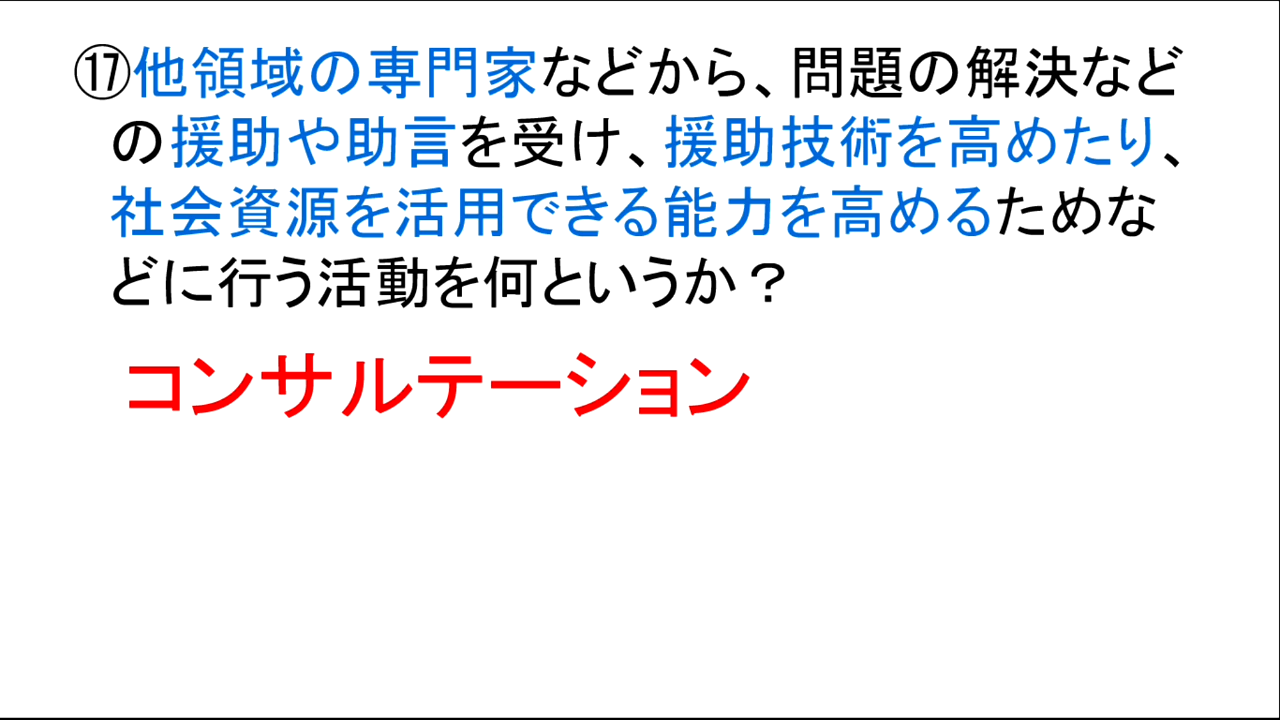 ⑰他領域の専門家などから、問題の解決など
の援助や助言を受け、援助技術を高めたり、
社会資源を活用できる能力を高めるためな
どに行う活動を何というか？
コンサルテーション